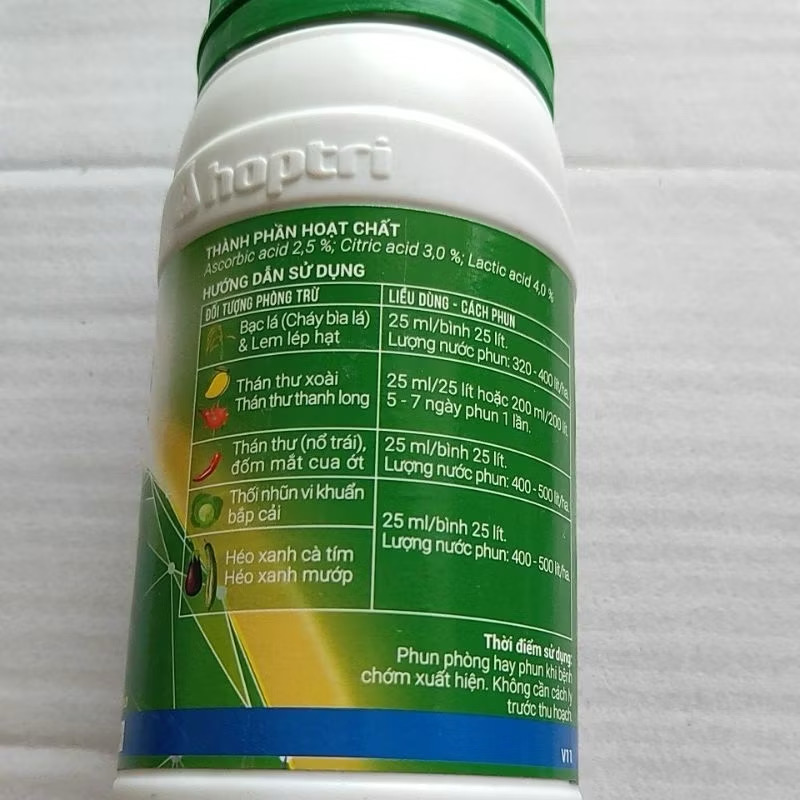 hoptri
THÀNH PHẦN HOẠT CHẤT
Ascorbic acid 2,5 %; Citric acid 3,0 %; Lactic acid 4,0 %
HƯỚNG DẪN SỬ DỤNG
ĐỐI TƯỢNG PHÒNG TRỪ
LIỀU DÙNG - CÁCH PHUN
Bạc lá (Cháy bìa lá)
& Lem lép hạt
25 ml/bình 25 lít.
Lượng nước phun: 320 - 400 lít/ha.
Thán thư xoài
Thán thư thanh long
25 ml/25 lít hoặc 200 ml/200 lít.
5 - 7 ngày phun 1 lần.
Thán thư (nổ trái),
đốm mắt cua ớt
25 ml/bình 25 lít.
Lượng nước phun: 400 - 500 lít/ha.
Thối nhũn vi khuẩn
bắp cải
Héo xanh cà tím
Héo xanh mướp
25 ml/bình 25 lít.
Lượng nước phun: 400 - 500 lít/ha.
Thời điểm sử dụng:
Phun phòng hay phun khi bệnh
chớm xuất hiện. Không cần cách ly
trước thu hoạch
V11